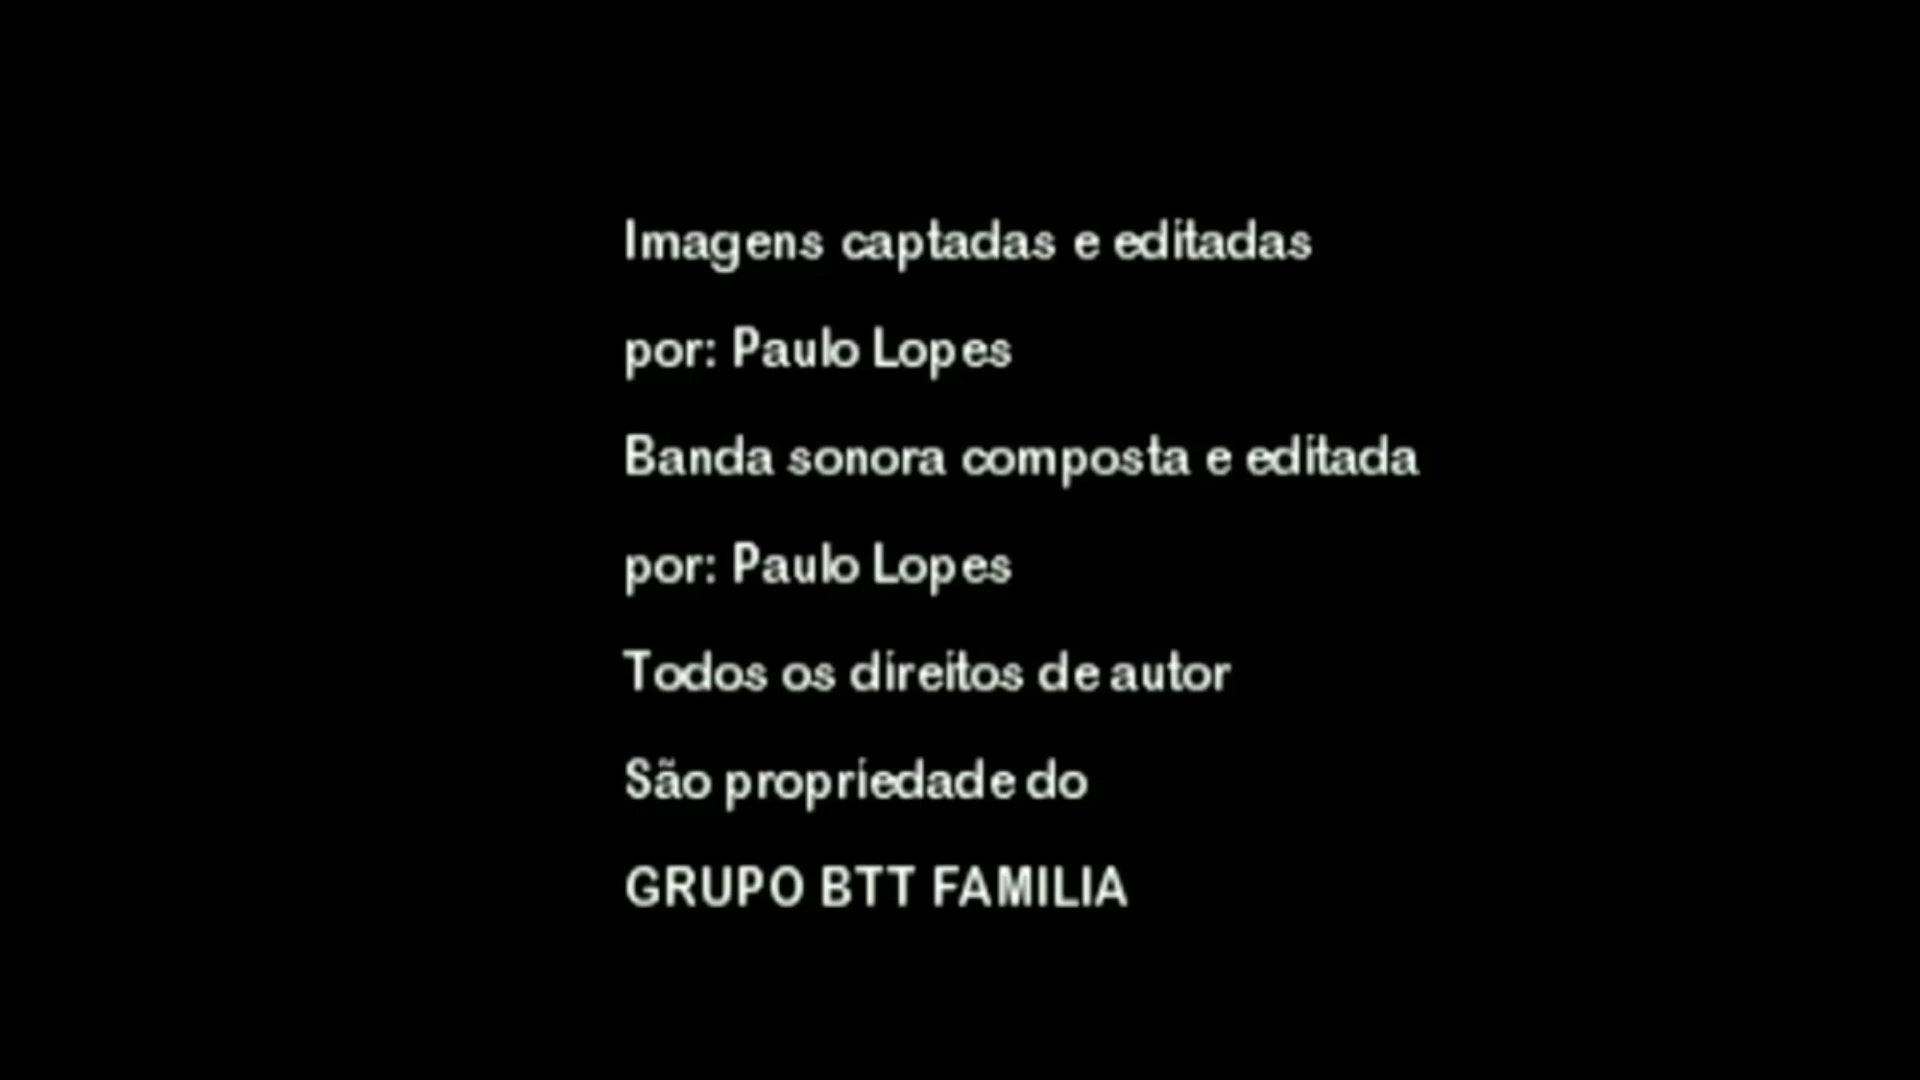 Imagens captadas e editadas
por: Paulo Lopes
Banda sonora composta e editada
por: Paulo Lopes
Todos os direitos de autor
São propriedade do
GRUPO BTT FAMILIA